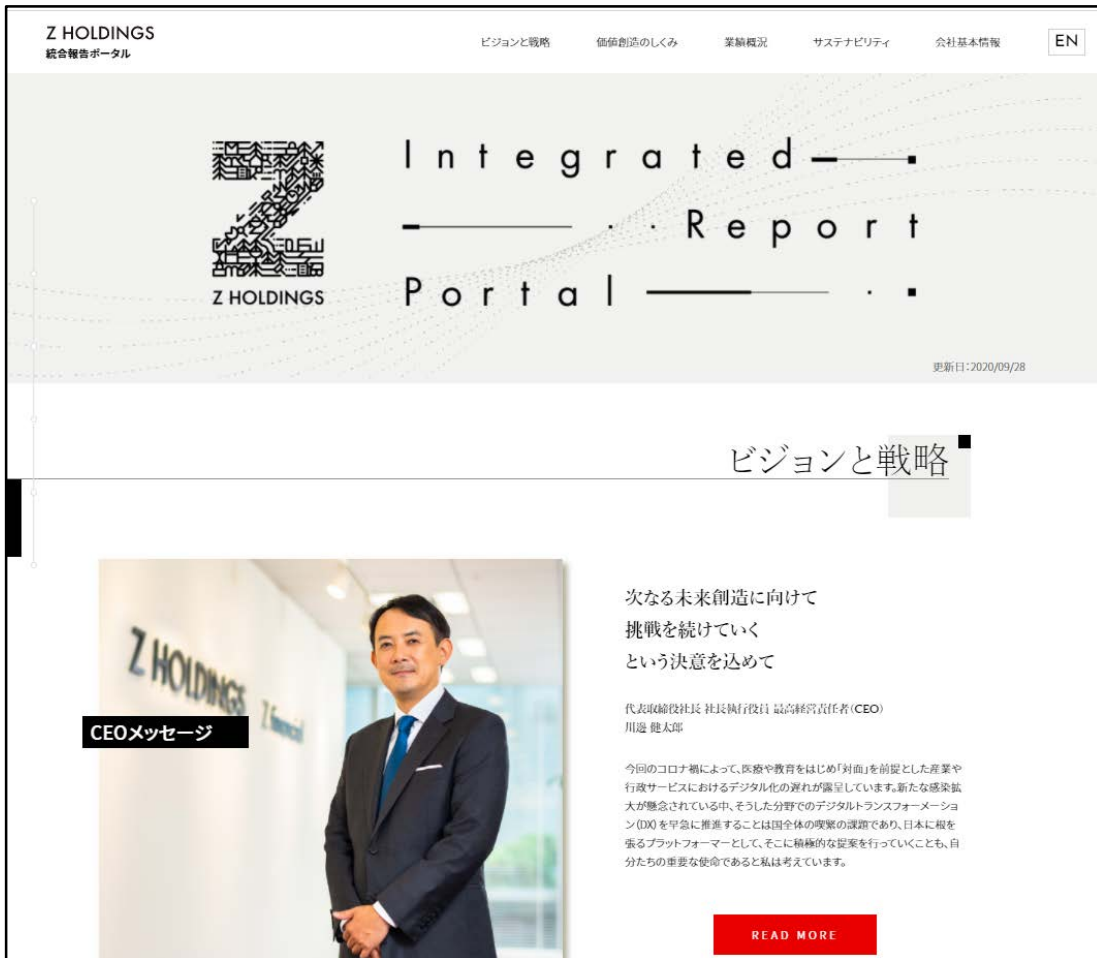 Z HOLDINGS
統合報告ポータル
ビジョンと戦略 価値創造のしくみ 業績概況 サステナビリティ 会社基本情報 EN
Integrated
Report
Portal
Z HOLDINGS
更新日：2020/09/28
ビジョンと戦略
Z HOLDINGS Z financial
CEOメッセージ
次なる未来創造に向けて
挑戦を続けていく
という決意を込めて
代表取締役社長 社長執行役員 最高経営責任者（CEO）
川邊 健太郎
今回のコロナ禍によって、医療や教育をはじめ「対面」を前提とした産業や
行政サービスにおけるデジタル化の遅れが露呈しています。新たな感染拡
大が懸念されている中、そうした分野でのデジタルトランスフォーメーショ
ン（DX）を早急に推進することは国全体の喫緊の課題であり、日本に根を
張るプラットフォーマーとして、そこに積極的な提案を行っていくことも、自
分たちの重要な使命であると私は考えています。
READ MORE